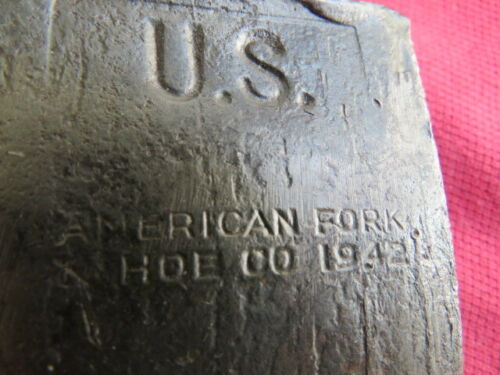 U.S.
AMERICAN FORK,
& HOE CO 1942